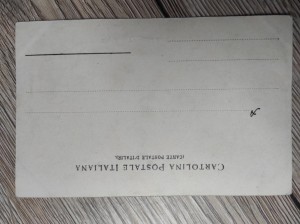 CARTOLINA POSTALE ITALIANA
(CARTE POSTALE D'ITALIE)